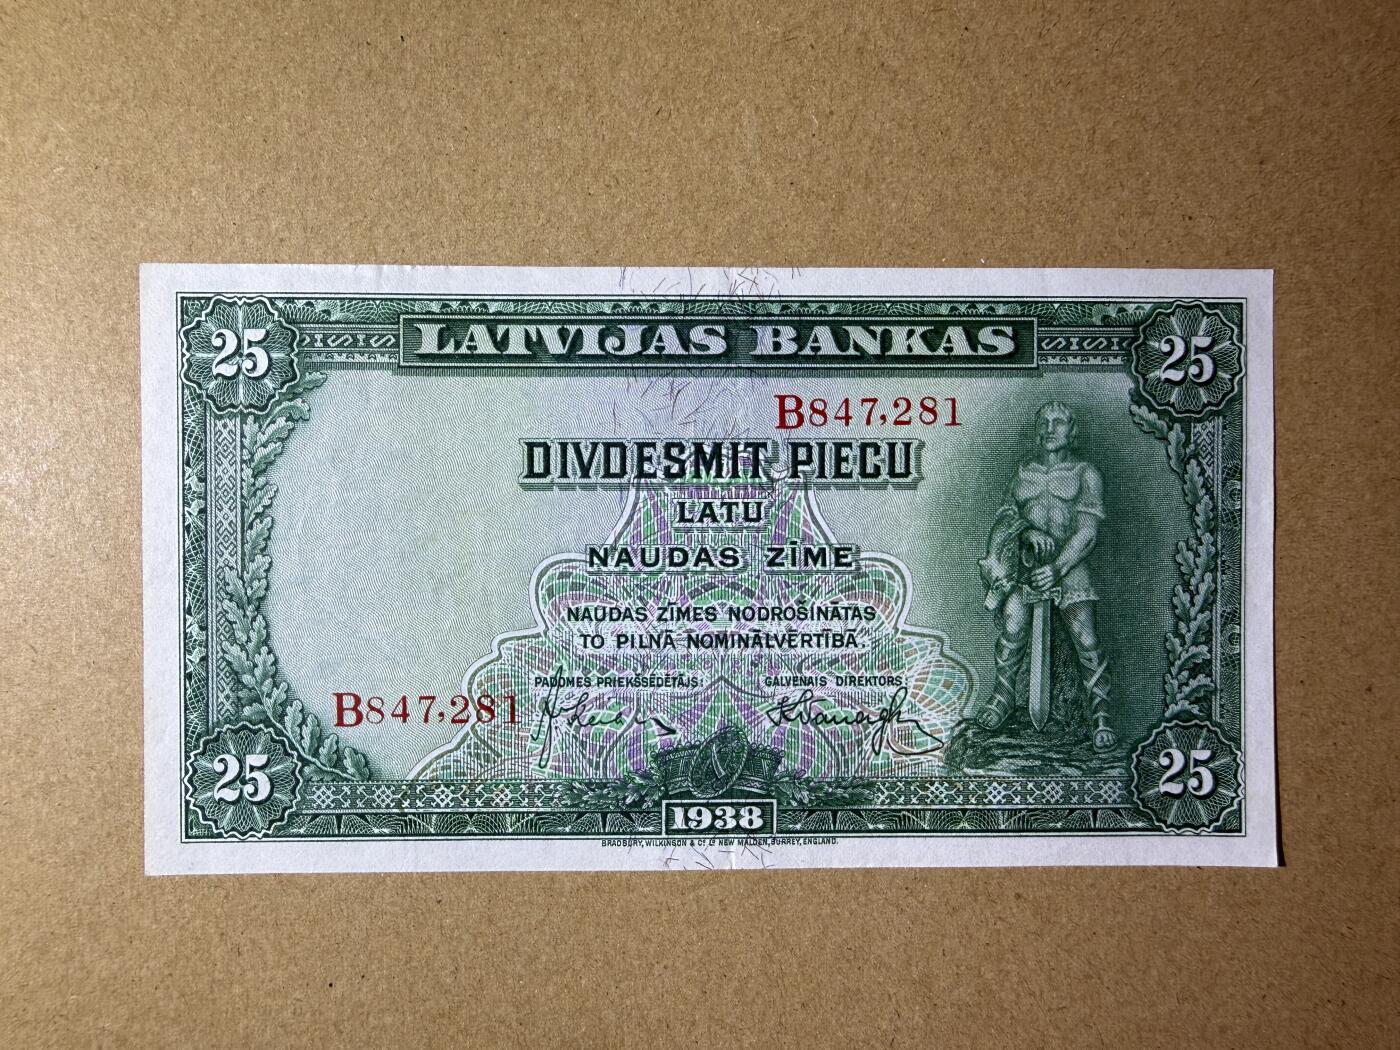 25 LATVIJAS BANKAS 25
B847,281
DIVDESMIT PIECU
LATU
NAUDAS ZĪME
NAUDAS ZĪMES NODROŠINĀTAS
TO PILNĀ NOMINĀLVĒRTĪBĀ.
PADOMES PRIEKŠSĒDĒTĀJS: GALVENAIS DIREKTORS:
B847,281
25 25
1938
BRADBURY, WILKINSON & Cº Lº NEW MALDEN, SURREY, ENGLAND.